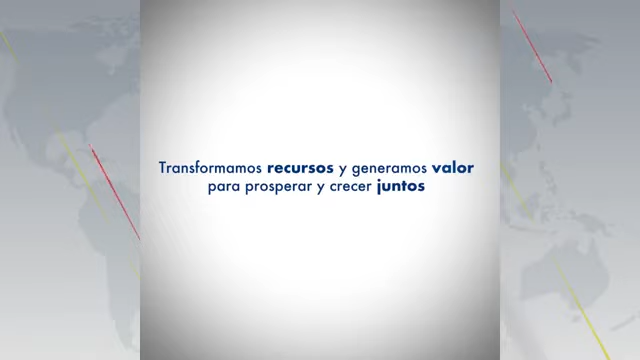 Transformamos recursos y generamos valor
para prosperar y crecer juntos